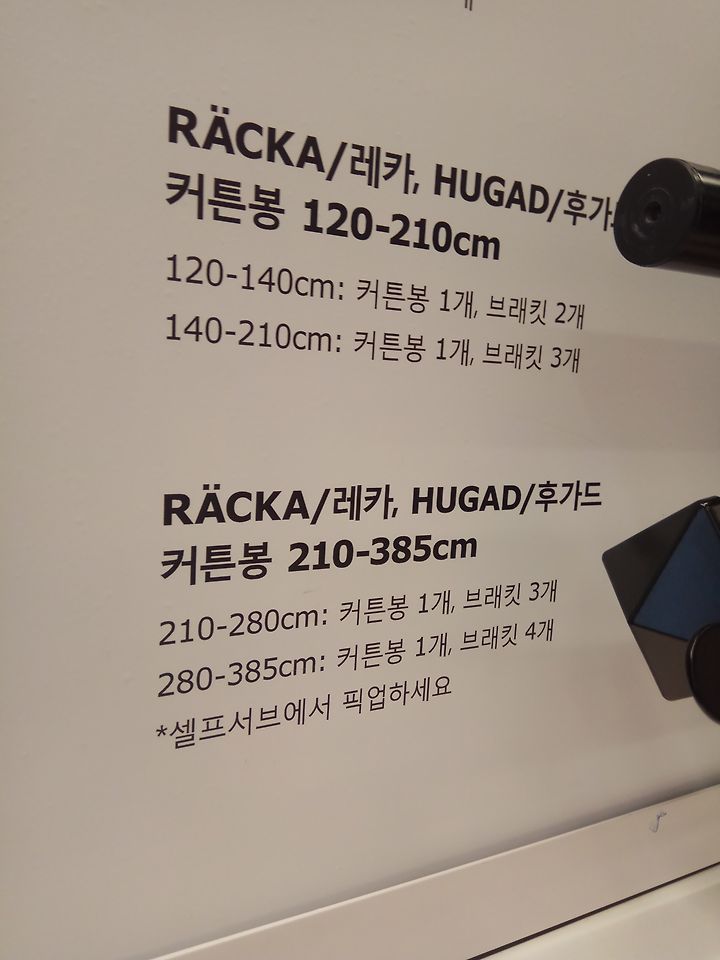 RÄCKA/레카, HUGAD/후가
커튼봉 120-210cm
120-140cm: 커튼봉 1개, 브래킷 2개
140-210cm: 커튼봉 1개, 브래킷 3개
RÄCKA/레카, HUGAD/후가드
커튼봉 210-385cm
210-280cm: 커튼봉 1개, 브래킷 3개
280-385cm: 커튼봉 1개, 브래킷 4개
*셀프서브에서 픽업하세요